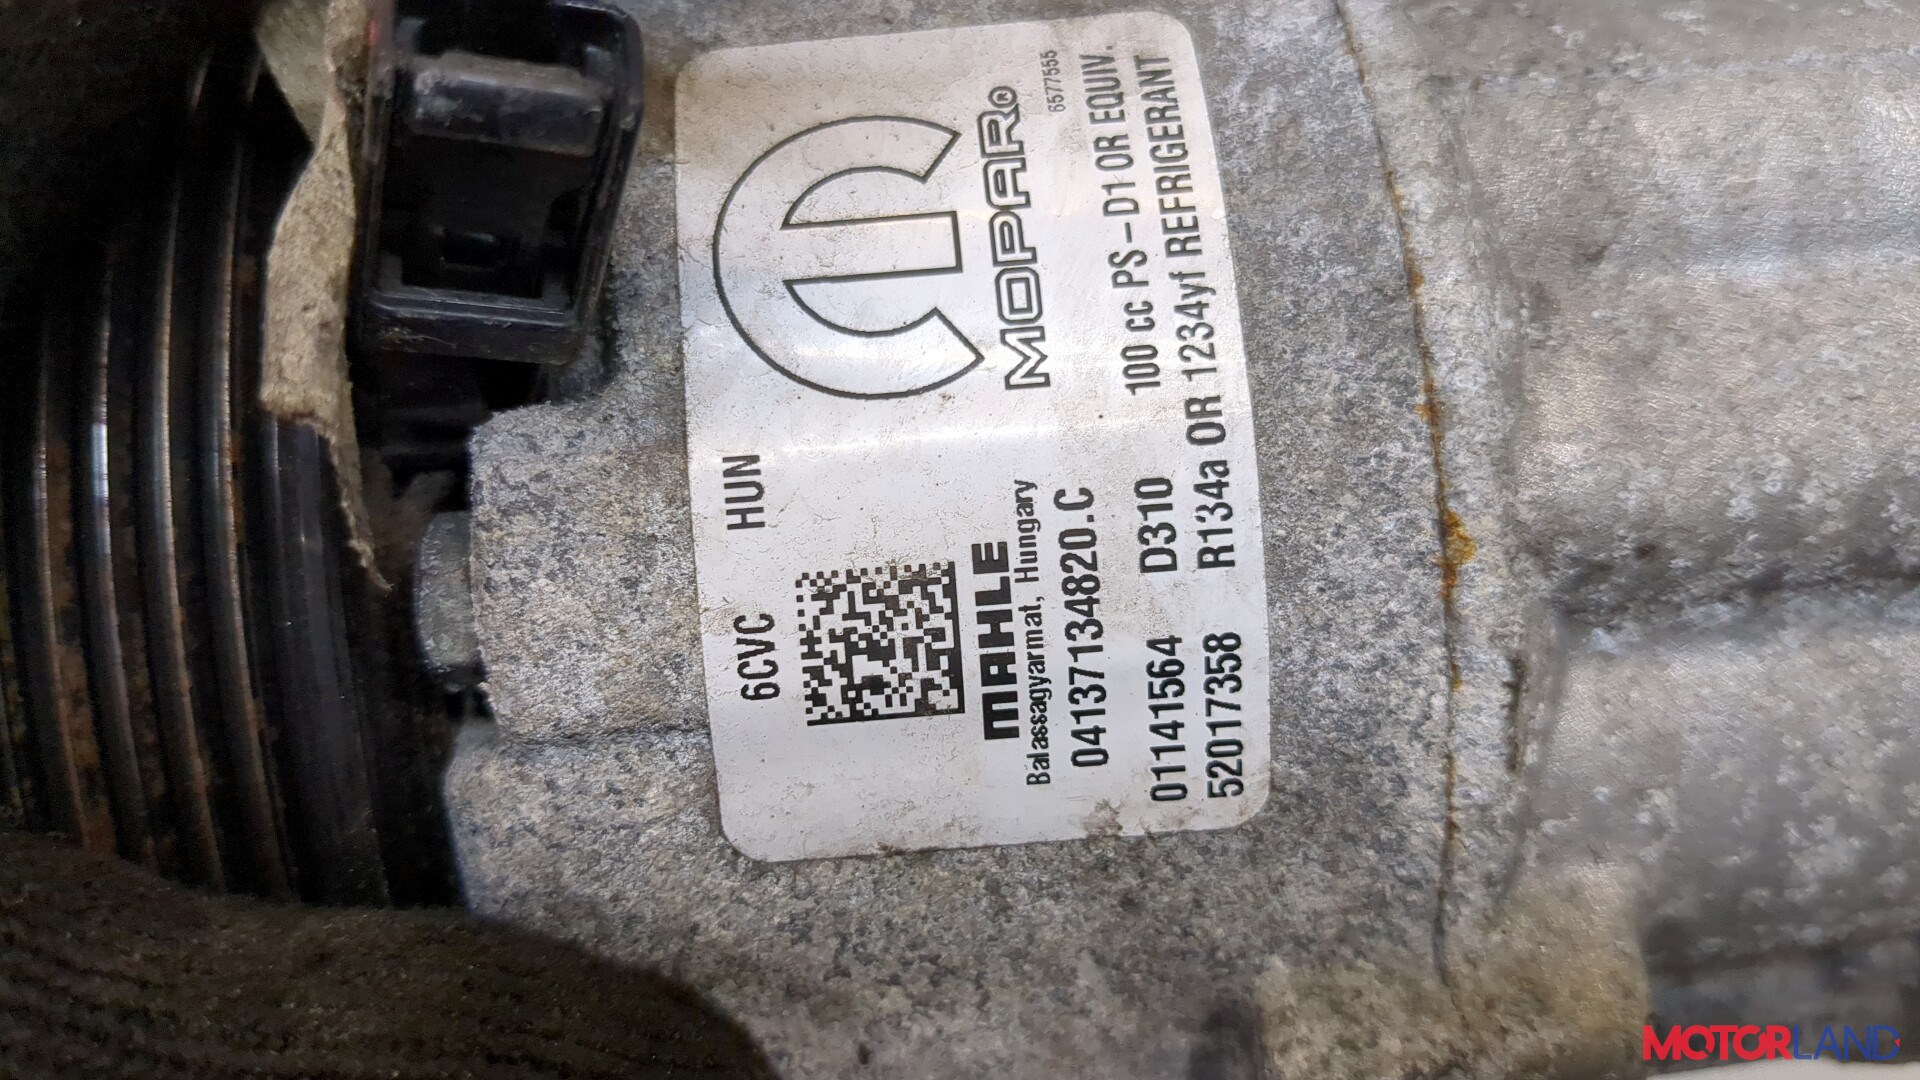 6CVC HUN
MAHLE
Balassagyarmat, Hungary
04137134820.C
01141564 D310
52017358 R134a OR 1234yf REFRIGERANT
MOPAR®
6577555
100 cc PS-D1 OR EQUIV.
MOTORLAND